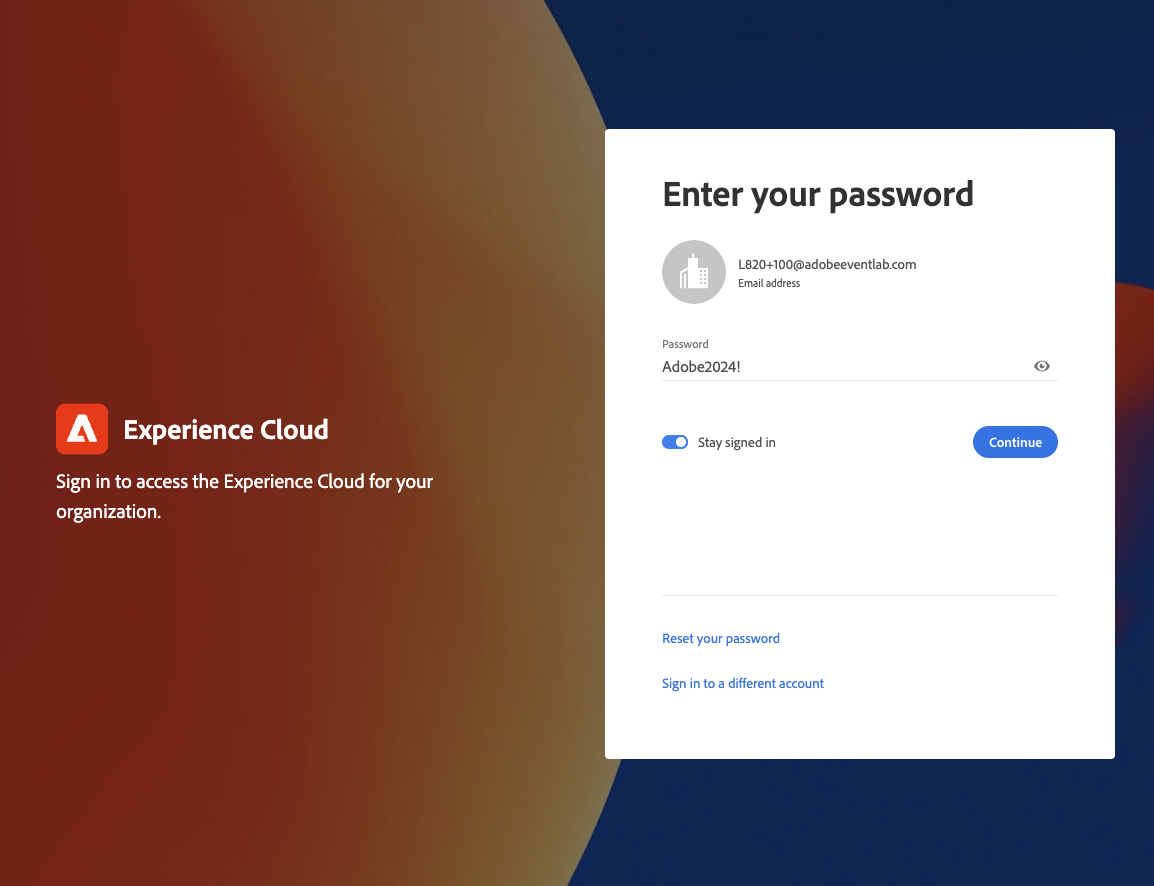 Experience Cloud
Sign in to access the Experience Cloud for your
organization.
Enter your password
L820+100@adobeeventlab.com
Email address
Password
Adobe2024!
Stay signed in
Continue
Reset your password
Sign in to a different account